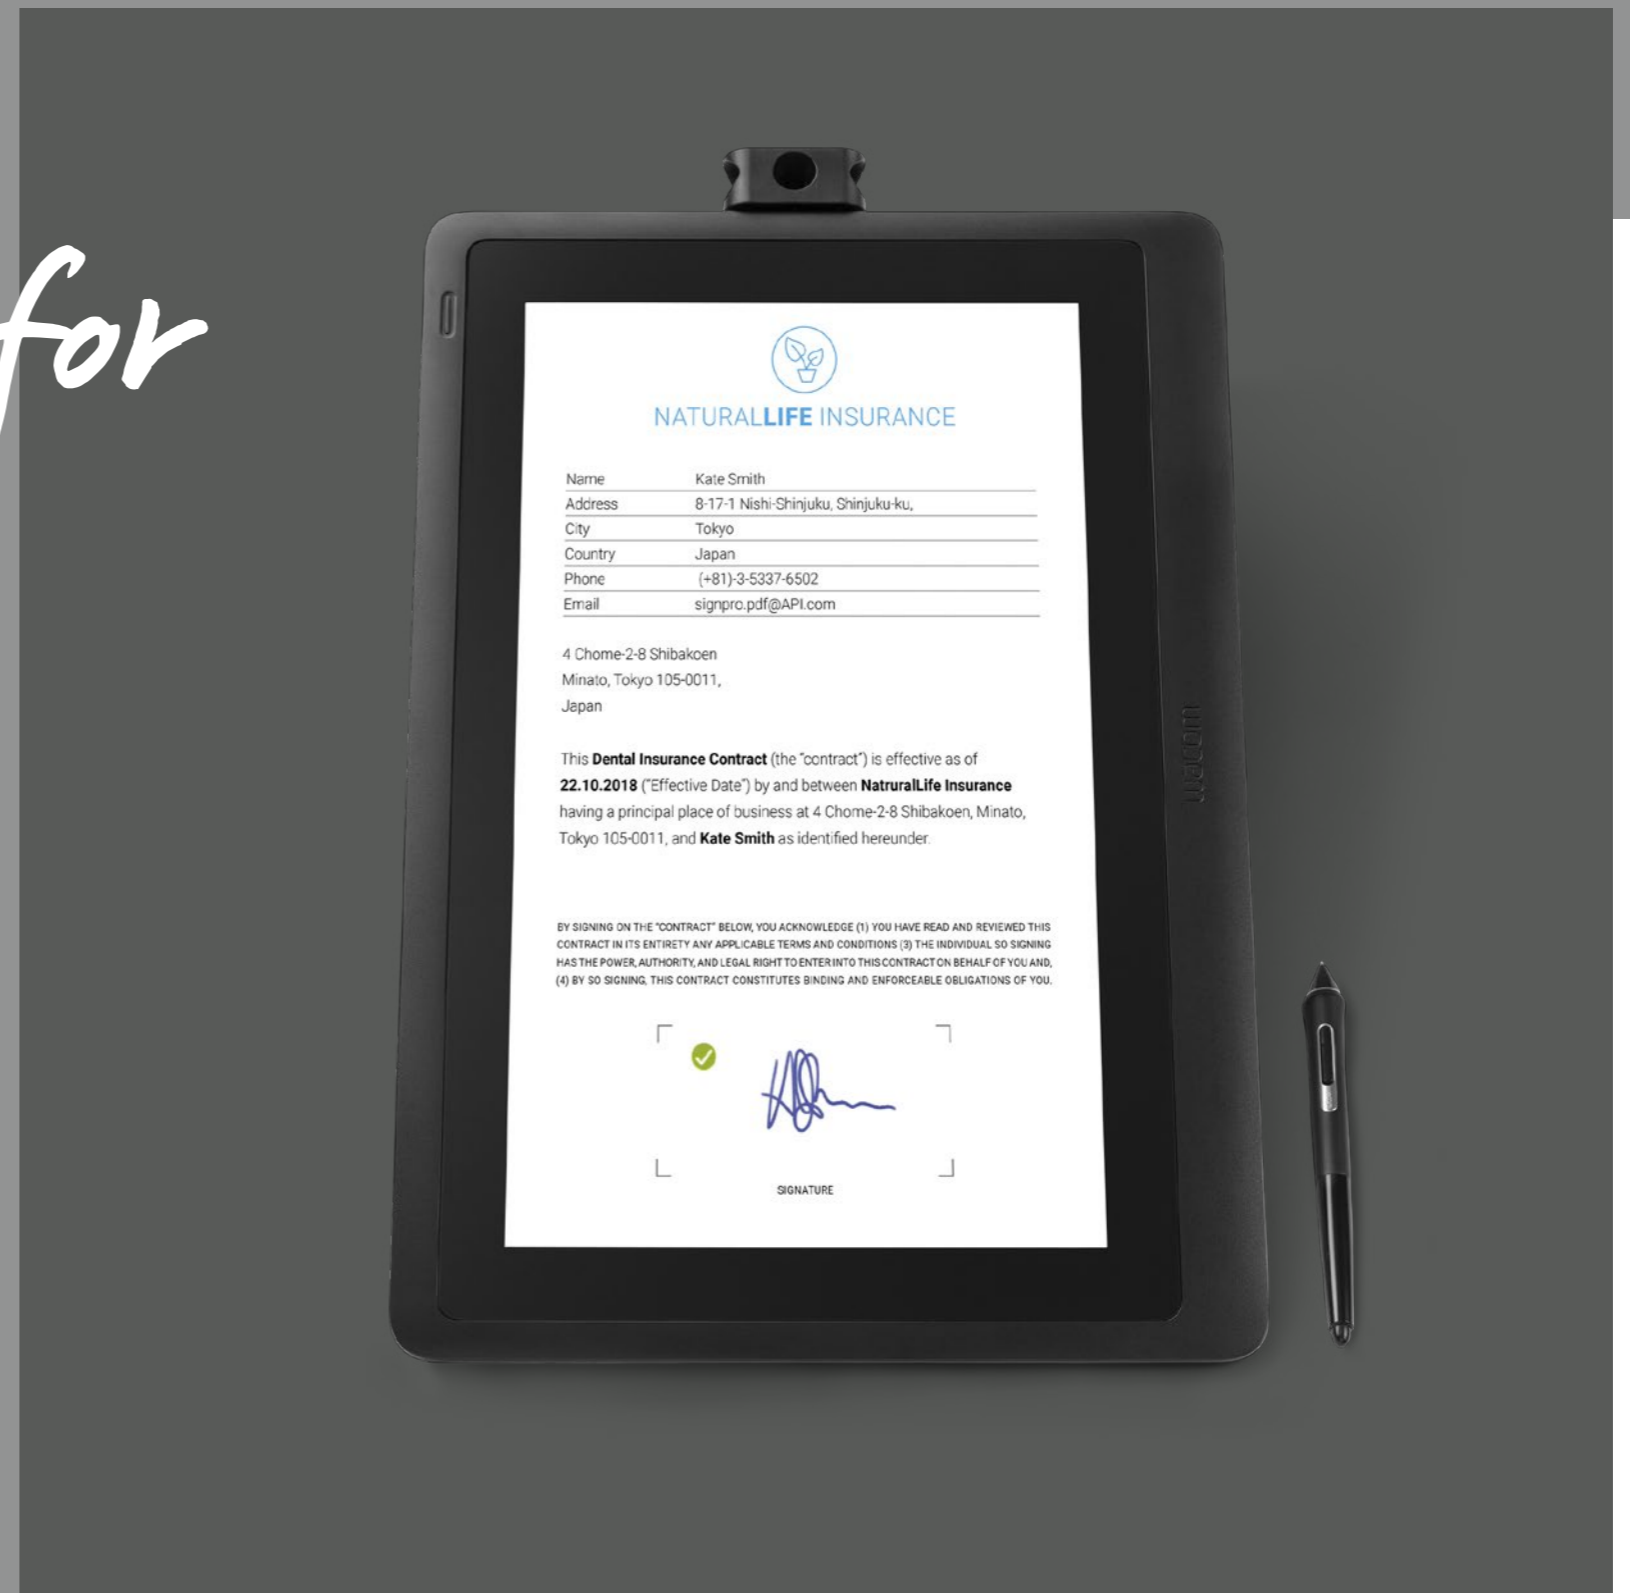 for
NATURALLIFE INSURANCE
Name Kate Smith
Address 8-17-1 Nishi-Shinjuku, Shinjuku-ku,
City Tokyo
Country Japan
Phone (+81)-3-5337-6502
Email signpro.pdf@API.com
4 Chome-2-8 Shibakoen
Minato, Tokyo 105-0011,
Japan
This Dental Insurance Contract (the "contract") is effective as of
22.10.2018 ("Effective Date") by and between NatruralLife Insurance
having a principal place of business at 4 Chome-2-8 Shibakoen, Minato,
Tokyo 105-0011, and Kate Smith as identified hereunder.
BY SIGNING ON THE "CONTRACT" BELOW, YOU ACKNOWLEDGE (1) YOU HAVE READ AND REVIEWED THIS
CONTRACT IN ITS ENTIRETY ANY APPLICABLE TERMS AND CONDITIONS (3) THE INDIVIDUAL SO SIGNING
HAS THE POWER, AUTHORITY, AND LEGAL RIGHT TO ENTER INTO THIS CONTRACT ON BEHALF OF YOU AND,
(4) BY SO SIGNING, THIS CONTRACT CONSTITUTES BINDING AND ENFORCEABLE OBLIGATIONS OF YOU.
SIGNATURE
wacom